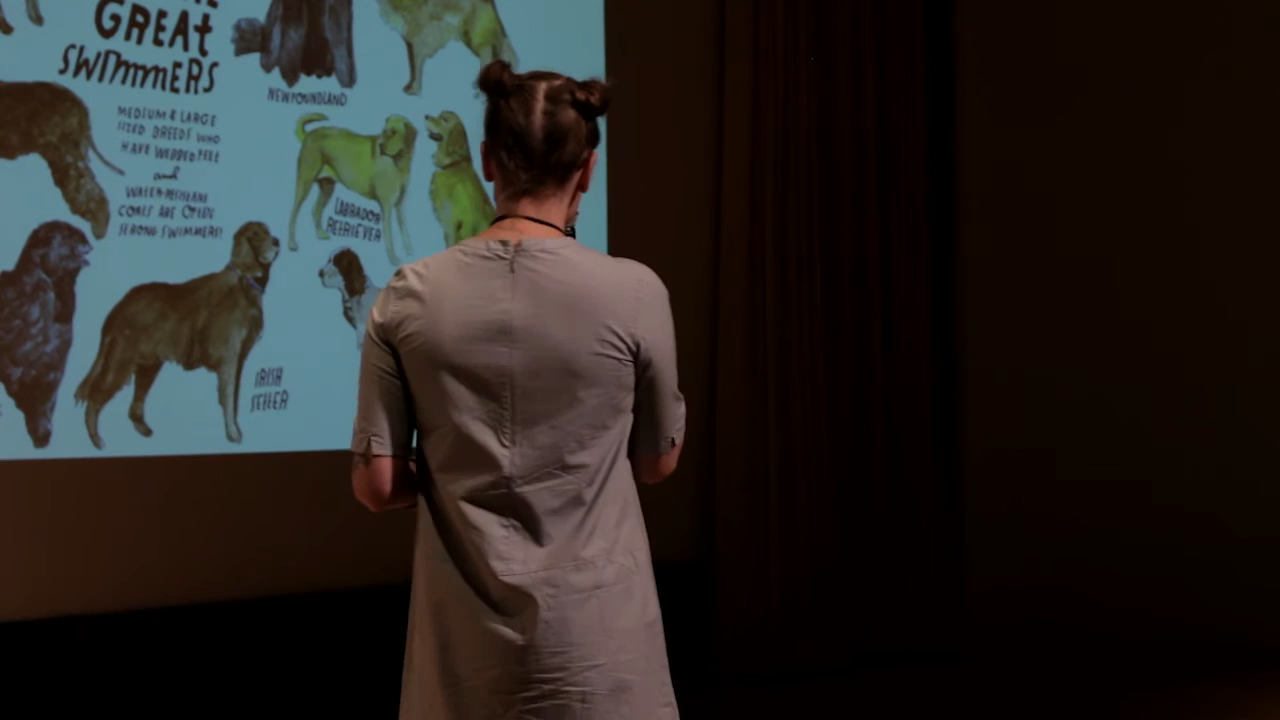 GREAT
SWIMMERS
NEWFOUNDLAND
MEDIUM & LARGE
SIZED BREEDS WHO
HAVE WEBBED FEET
and
WATER-RESISTANT
COATS ARE OFTEN
STRONG SWIMMERS!
LABRADOR
RETRIEVER
IRISH
SETTER